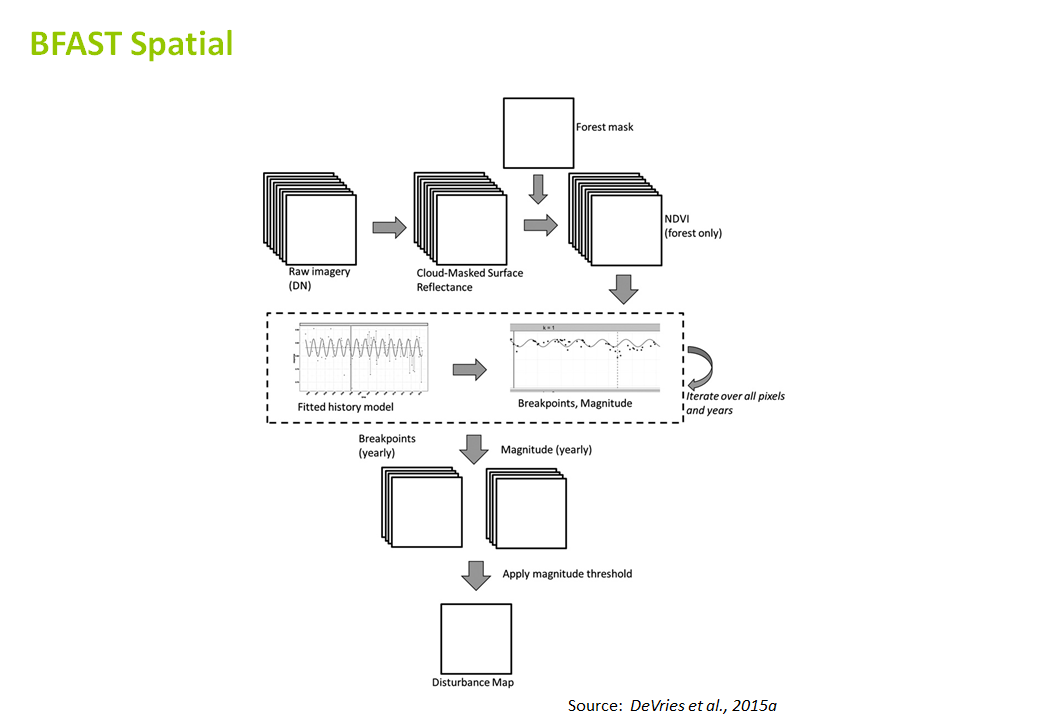 BFAST Spatial
Forest mask
NDVI
(forest only)
Raw imagery
(DN)
Cloud-Masked Surface
Reflectance
k = 1
Fitted history model
Breakpoints, Magnitude
Iterate over all pixels
and years
Breakpoints
(yearly)
Magnitude (yearly)
Apply magnitude threshold
Disturbance Map
Source: DeVries et al., 2015a